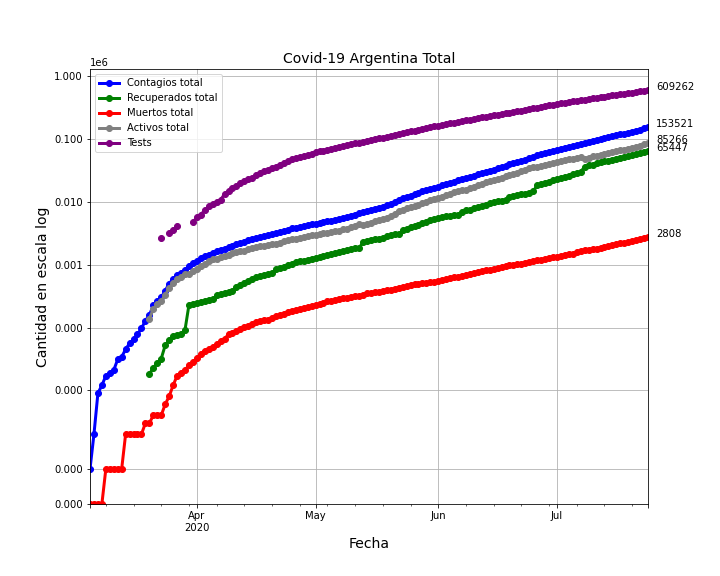 Covid-19 Argentina Total
1e6
1.000
0.100
0.010
0.001
0.000
0.000
0.000
0.000
Cantidad en escala log
Contagios total
Recuperados total
Muertos total
Activos total
Tests
609262
153521
85266
65447
2808
Apr
2020
May
Jun
Jul
Fecha